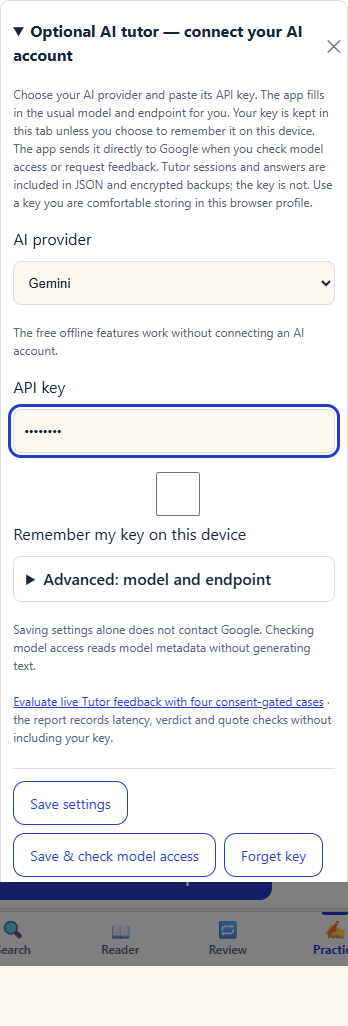 ▼ Optional AI tutor — connect your AI
account
Choose your AI provider and paste its API key. The app fills
in the usual model and endpoint for you. Your key is kept in
this tab unless you choose to remember it on this device.
The app sends it directly to Google when you check model
access or request feedback. Tutor sessions and answers are
included in JSON and encrypted backups; the key is not. Use
a key you are comfortable storing in this browser profile.
AI provider
Gemini
The free offline features work without connecting an AI
account.
API key
••••••••
Remember my key on this device
▶ Advanced: model and endpoint
Saving settings alone does not contact Google. Checking
model access reads model metadata without generating
text.
Evaluate live Tutor feedback with four consent-gated cases ·
the report records latency, verdict and quote checks without
including your key.
Save settings
Save & check model access Forget key
earch Reader Review Practic